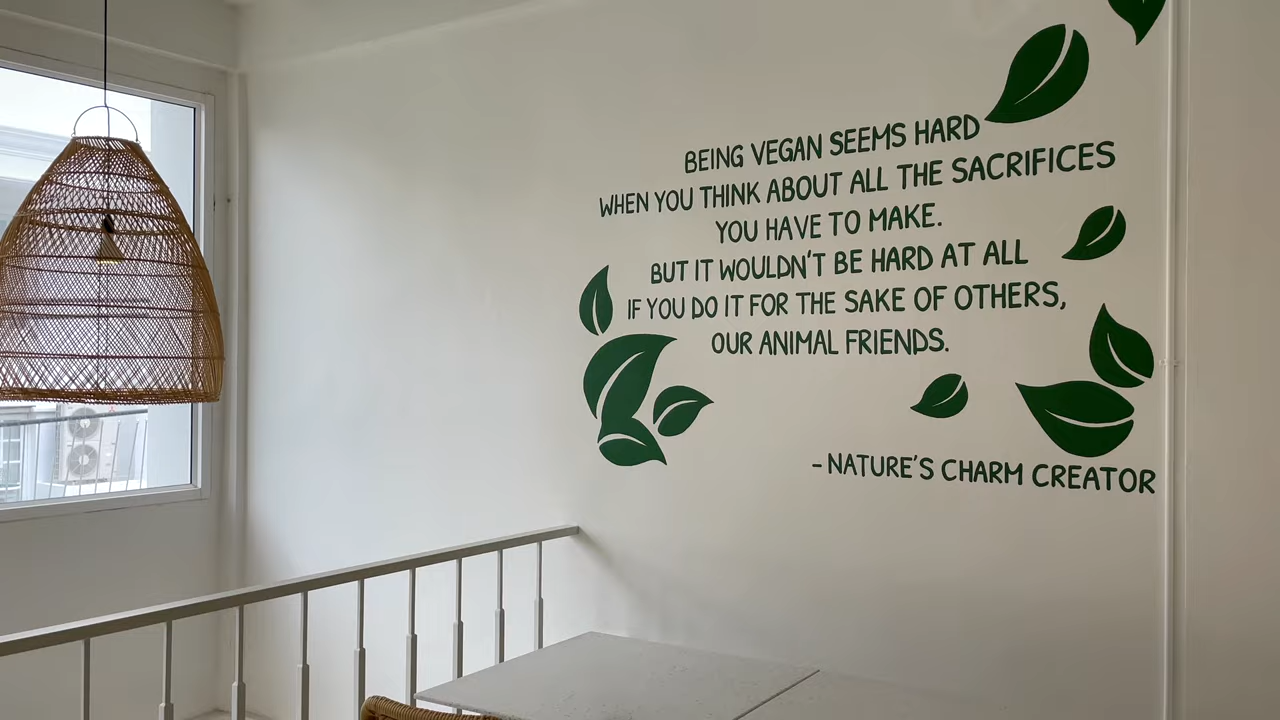 BEING VEGAN SEEMS HARD
WHEN YOU THINK ABOUT ALL THE SACRIFICES
YOU HAVE TO MAKE.
BUT IT WOULDN'T BE HARD AT ALL
IF YOU DO IT FOR THE SAKE OF OTHERS,
OUR ANIMAL FRIENDS.
- NATURE'S CHARM CREATOR